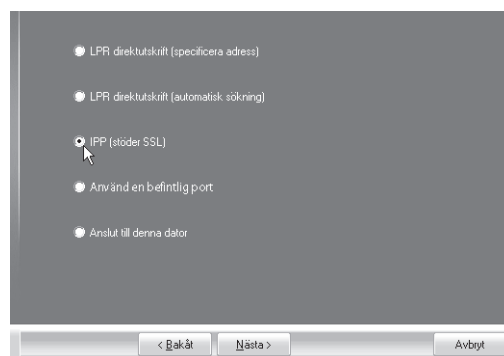 LPR direktutskrift (specificera adress)
LPR direktutskrift (automatisk sökning)
IPP (stöder SSL)
Använd en befintlig port
Anslut till denna dator
< Bakåt
Nästa >
Avbryt